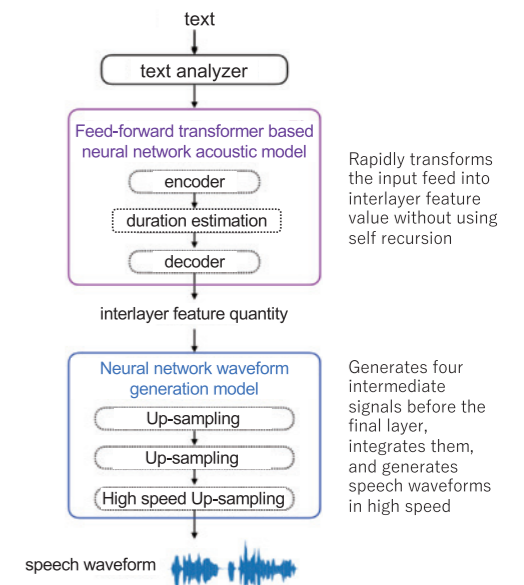 text
text analyzer
Feed-forward transformer based
neural network acoustic model
encoder
duration estimation
decoder
Rapidly transforms
the input feed into
interlayer feature
value without using
self recursion
interlayer feature quantity
Neural network waveform
generation model
Up-sampling
Up-sampling
High speed Up-sampling
Generates four
intermediate
signals before the
final layer,
integrates them,
and generates
speech waveforms
in high speed
speech waveform